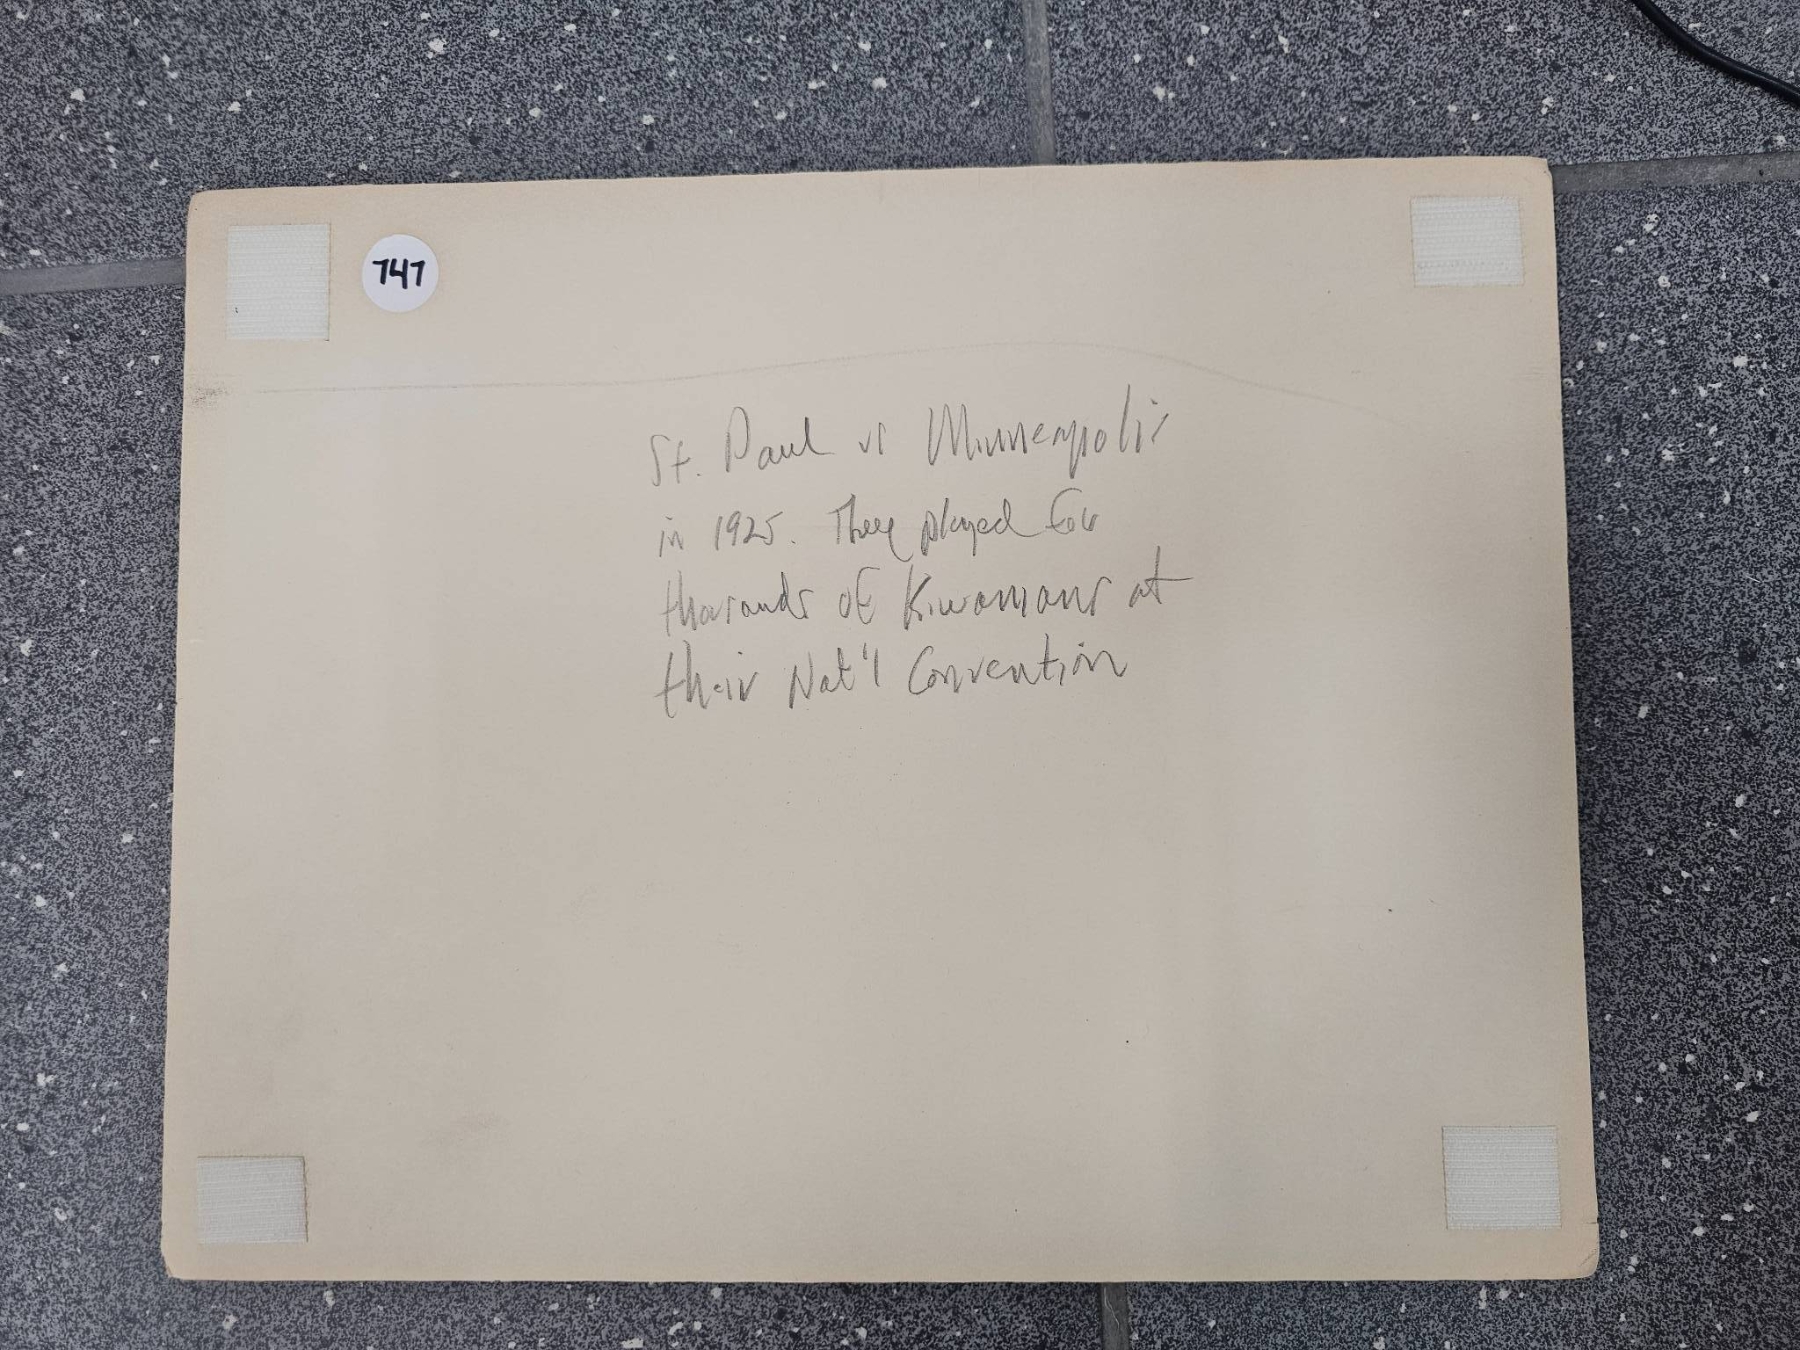 747
St. Paul vs Minneapolis
in 1925. They played for
thousands of Kiwanians at
their Nat'l Convention